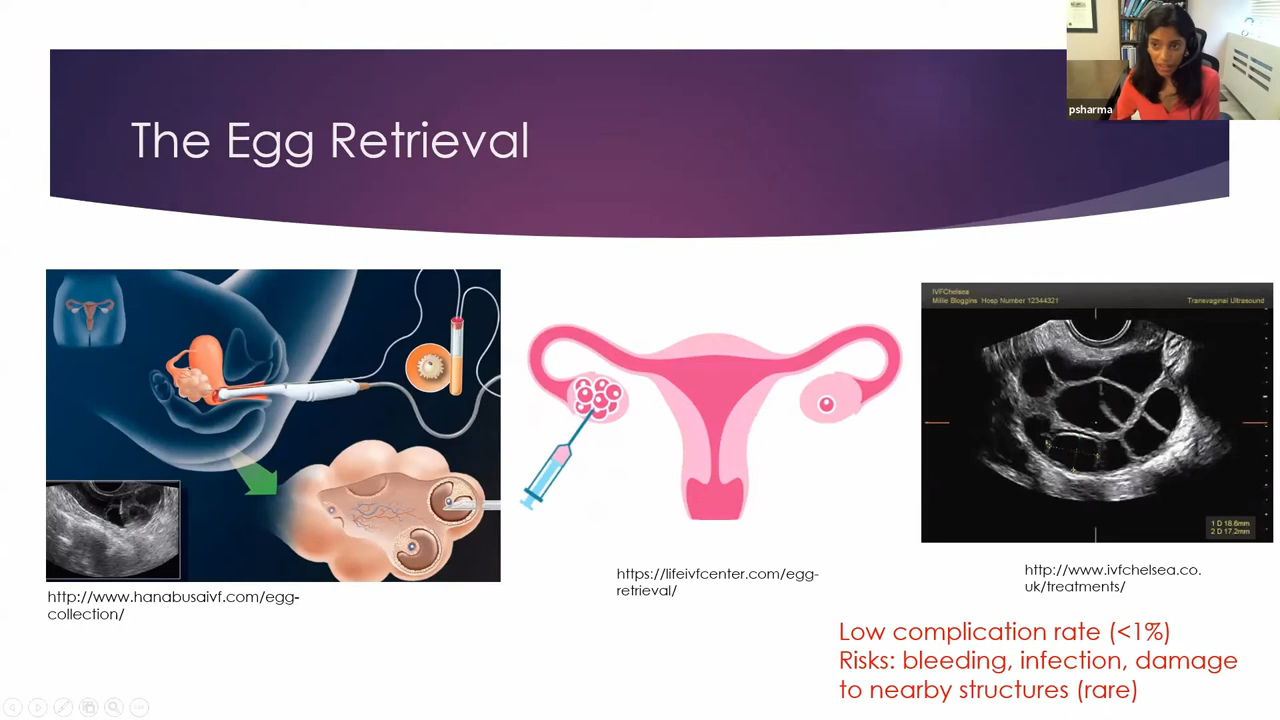 psharma
The Egg Retrieval
IVFChelsea
Millie Bloggins Hosp Number 12344321
Transvaginal Ultrasound
1 D 18.6mm
2 D 17.2mm
http://www.hanabusaivf.com/egg-
collection/
https://lifeivfcenter.com/egg-
retrieval/
http://www.ivfchelsea.co.
uk/treatments/
Low complication rate (<1%)
Risks: bleeding, infection, damage
to nearby structures (rare)